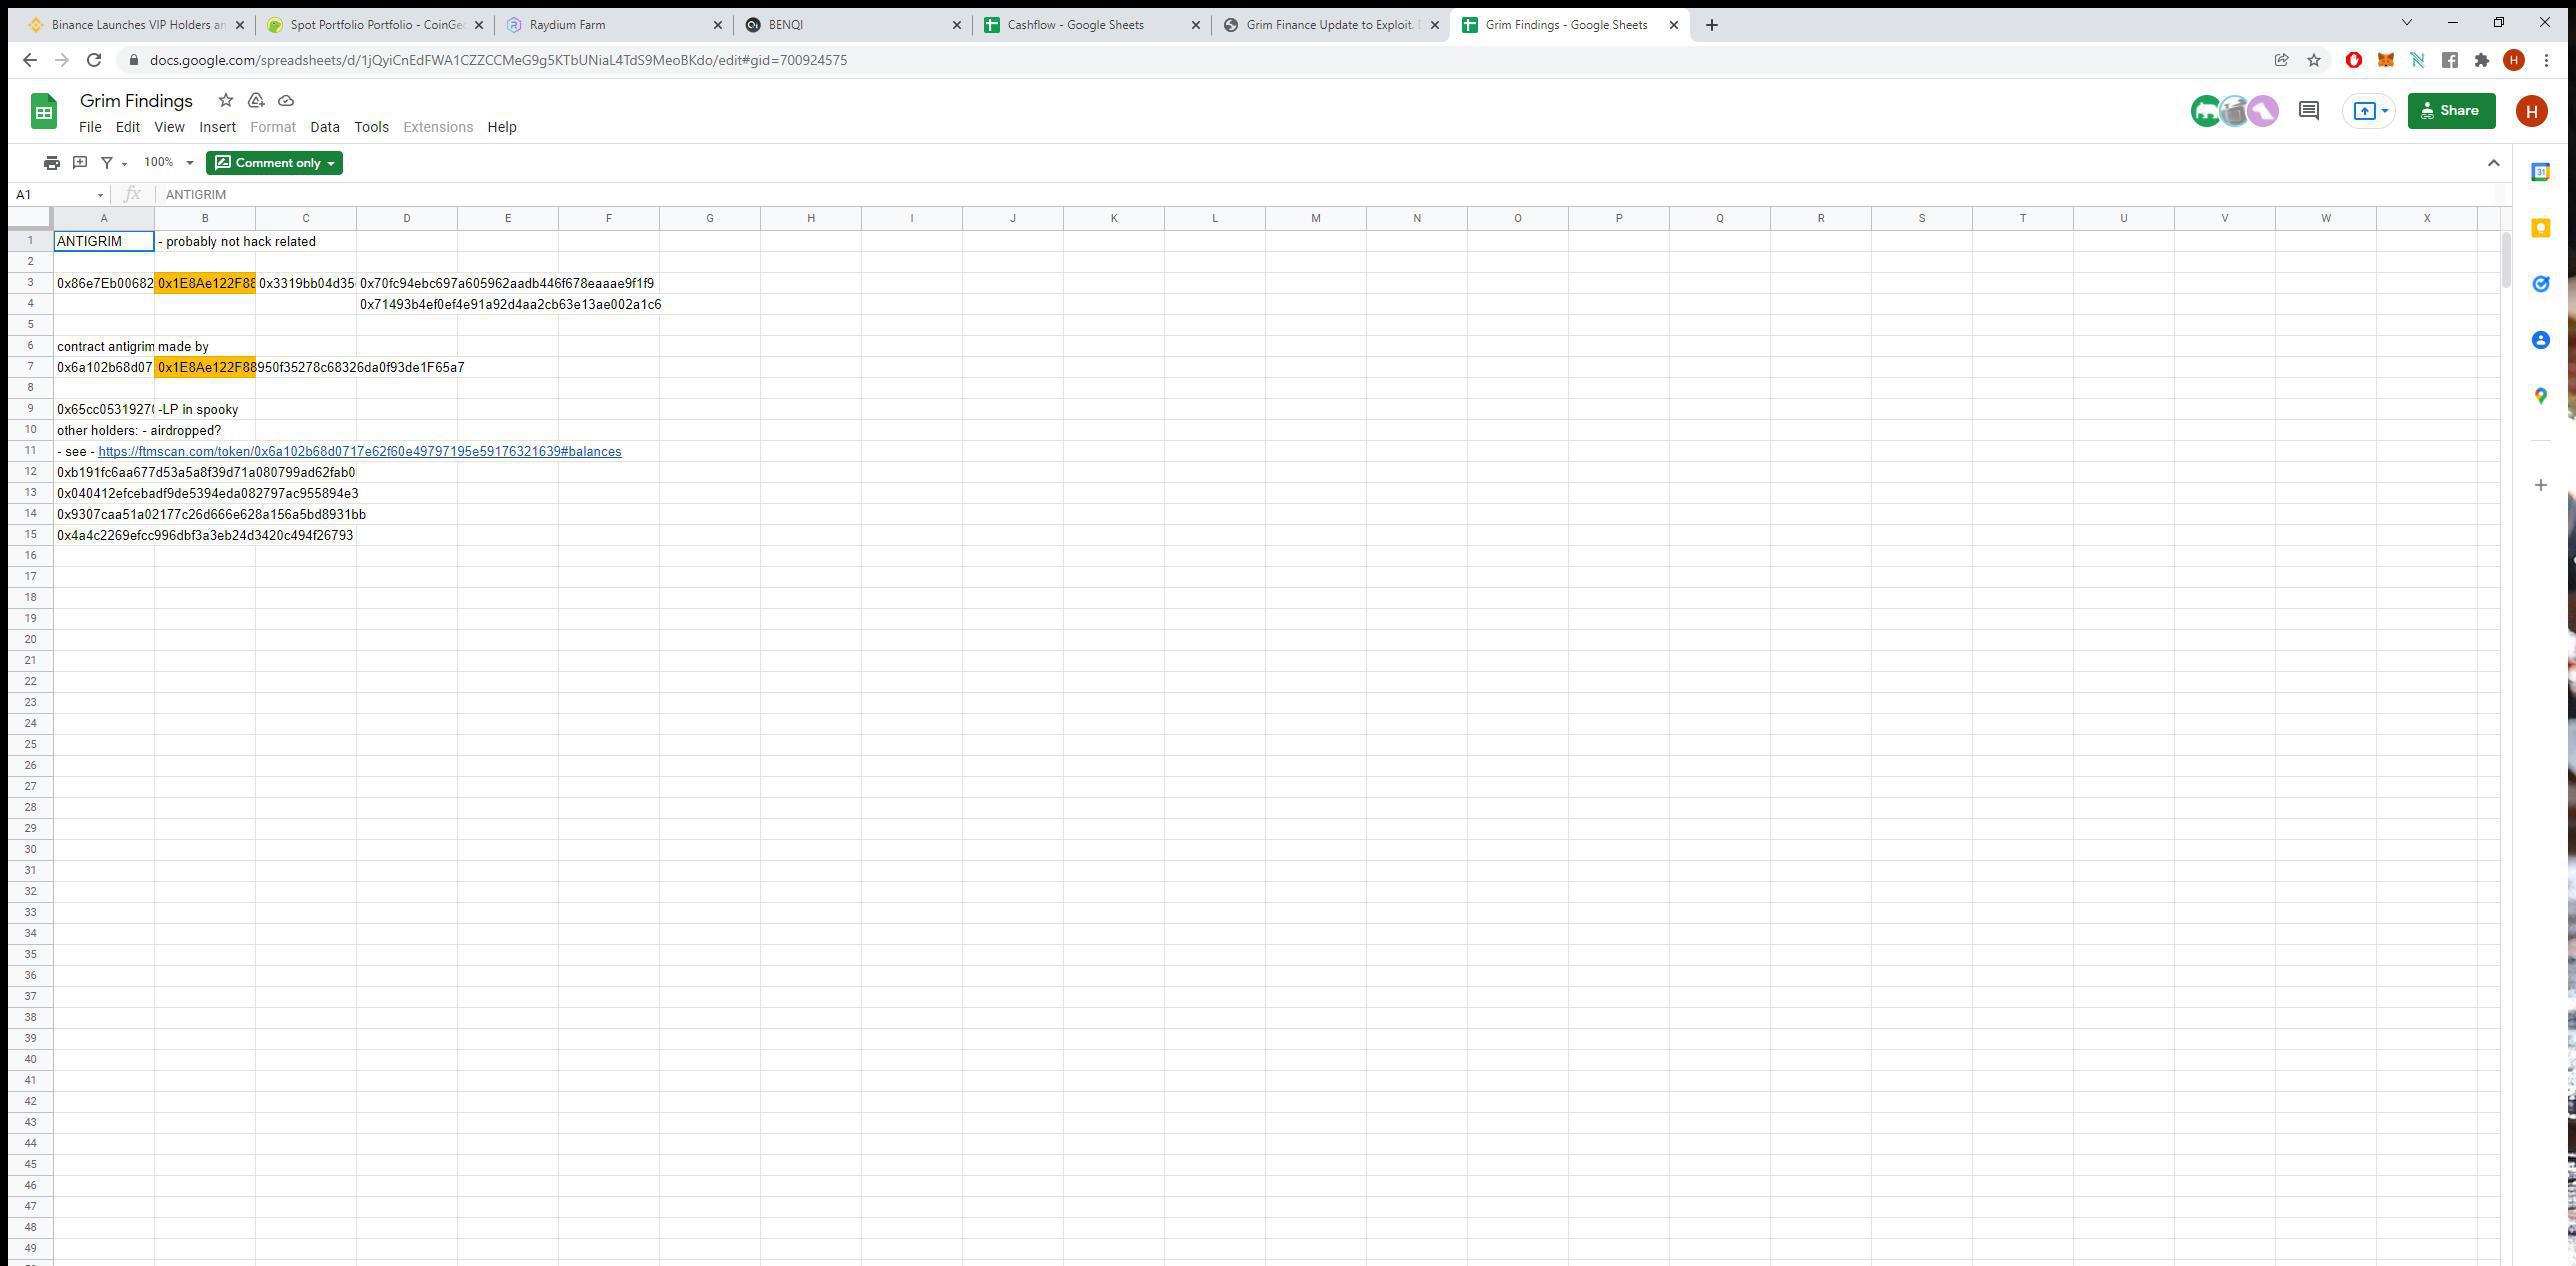 Binance Launches VIP Holders an
Spot Portfolio Portfolio - CoinGe
Raydium Farm
BENQI
Cashflow - Google Sheets
Grim Finance Update to Exploit.
Grim Findings - Google Sheets
docs.google.com/spreadsheets/d/1jQyiCnEdFWA1CZZCCMeG9g5KTbUNiaL4TdS9MeoBKdo/edit#gid=700924575
H
Grim Findings
File Edit View Insert Format Data Tools Extensions Help
Share
H
100%
Comment only
31
A1
fx ANTIGRIM
A B C D E F G H I J K L M N O P Q R S T U V W X
1 ANTIGRIM - probably not hack related
2
3 0x86e7Eb00682 0x1E8Ae122F88 0x3319bb04d35 0x70fc94ebc697a605962aadb446f678eaaae9f1f9
4 0x71493b4ef0ef4e91a92d4aa2cb63e13ae002a1c6
5
6 contract antigrim made by
7 0x6a102b68d07 0x1E8Ae122F88950f35278c68326da0f93de1F65a7
8
9 0x65cc05319270 -LP in spooky
10 other holders: - airdropped?
11 - see - https://ftmscan.com/token/0x6a102b68d0717e62f60e49797195e59176321639#balances
12 0xb191fc6aa677d53a5a8f39d71a080799ad62fab0
13 0x040412efcebadf9de5394eda082797ac955894e3
14 0x9307caa51a02177c26d666e628a156a5bd8931bb
15 0x4a4c2269efcc996dbf3a3eb24d3420c494f26793
16
17
18
19
20
21
22
23
24
25
26
27
28
29
30
31
32
33
34
35
36
37
38
39
40
41
42
43
44
45
46
47
48
49